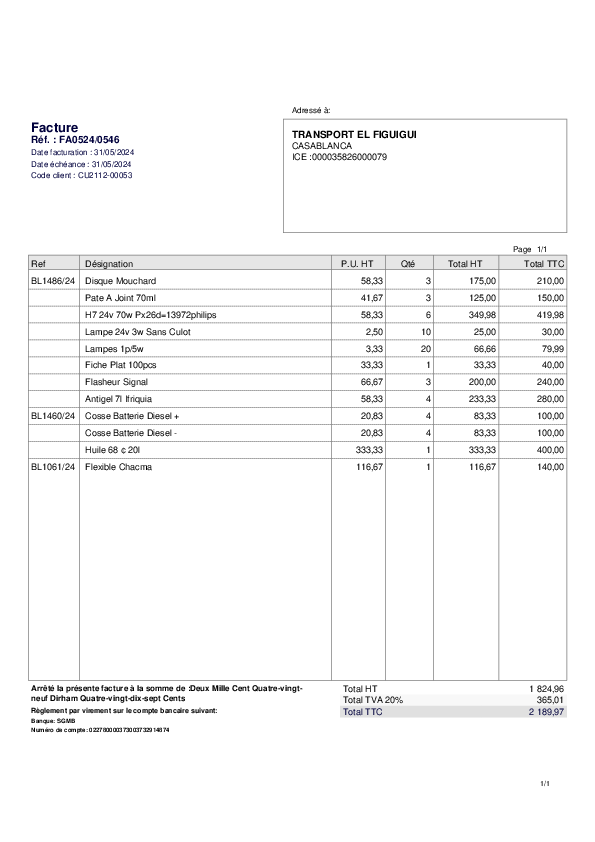 Adressé à:
Facture
Réf. : FA0524/0546
Date facturation : 31/05/2024
Date échéance : 31/05/2024
Code client : CU2112-00053
TRANSPORT EL FIGUIGUI
CASABLANCA
ICE :000035826000079
Page 1/1
Ref Désignation P.U. HT Qté Total HT Total TTC
BL1486/24 Disque Mouchard 58,33 3 175,00 210,00
Pate A Joint 70ml 41,67 3 125,00 150,00
H7 24v 70w Px26d=13972philips 58,33 6 349,98 419,98
Lampe 24v 3w Sans Culot 2,50 10 25,00 30,00
Lampes 1p/5w 3,33 20 66,66 79,99
Fiche Plat 100pcs 33,33 1 33,33 40,00
Flasheur Signal 66,67 3 200,00 240,00
Antigel 7l Ifriquia 58,33 4 233,33 280,00
BL1460/24 Cosse Batterie Diesel + 20,83 4 83,33 100,00
Cosse Batterie Diesel - 20,83 4 83,33 100,00
Huile 68 ¢ 20l 333,33 1 333,33 400,00
BL1061/24 Flexible Chacma 116,67 1 116,67 140,00
Arrêté la présente facture à la somme de :Deux Mille Cent Quatre-vingt-
neuf Dirham Quatre-vingt-dix-sept Cents
Règlement par virement sur le compte bancaire suivant:
Banque: SGMB
Numéro de compte: 022780000373003732914874
Total HT 1 824,96
Total TVA 20% 365,01
Total TTC 2 189,97
1/1